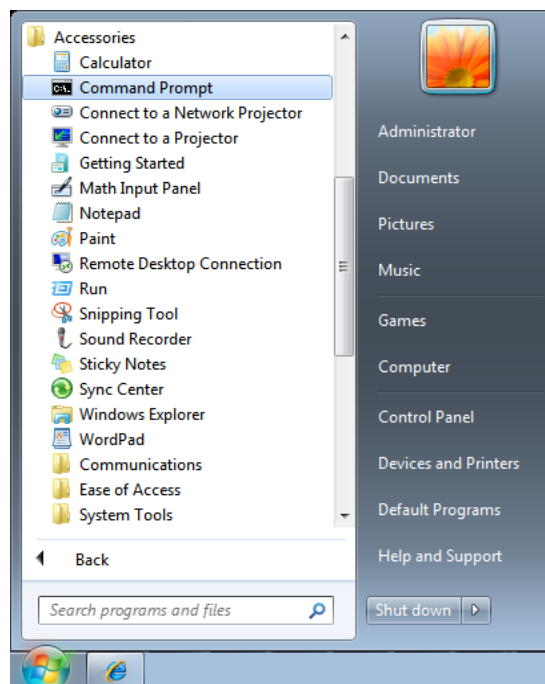 Accessories
Calculator
Command Prompt
Connect to a Network Projector
Connect to a Projector
Getting Started
Math Input Panel
Notepad
Paint
Remote Desktop Connection
Run
Snipping Tool
Sound Recorder
Sticky Notes
Sync Center
Windows Explorer
WordPad
Communications
Ease of Access
System Tools
Back
Search programs and files
Administrator
Documents
Pictures
Music
Games
Computer
Control Panel
Devices and Printers
Default Programs
Help and Support
Shut down